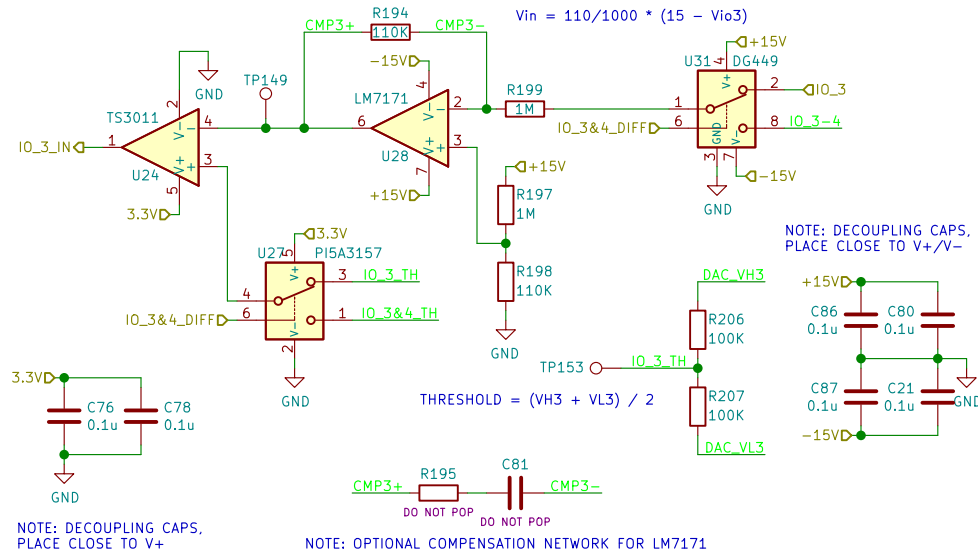 R194
110K
CMP3+
CMP3-
Vin = 110/1000 * (15 - Vio3)
+15V
4
U31
DG449
V+
-15V
4
TP149
GND
LM7171
V-
R199
1M
2
IO_3
1
TS3011
2
V-
4
6
2
IO_3&4_DIFF
6
GND
V-
8
IO_3-4
IO_3_IN
1
3
3
7
V+
3
U28
V+
7
+15V
-15V
U24
5
+15V
R197
1M
GND
3.3V
3.3V
U27
PI5A3157
5
V+
3
IO_3_TH
4
R198
110K
IO_3&4_DIFF
6
1
IO_3&4_TH
V-
2
GND
GND
NOTE: DECOUPLING CAPS,
PLACE CLOSE TO V+/V-
DAC_VH3
+15V
C86
0.1u
C80
0.1u
R206
100K
TP153
IO_3_TH
3.3V
C76
0.1u
C78
0.1u
THRESHOLD = (VH3 + VL3) / 2
R207
100K
GND
C87
0.1u
C21
0.1u
DAC_VL3
-15V
GND
CMP3+
R195
DO NOT POP
C81
DO NOT POP
CMP3-
NOTE: DECOUPLING CAPS,
PLACE CLOSE TO V+
NOTE: OPTIONAL COMPENSATION NETWORK FOR LM7171